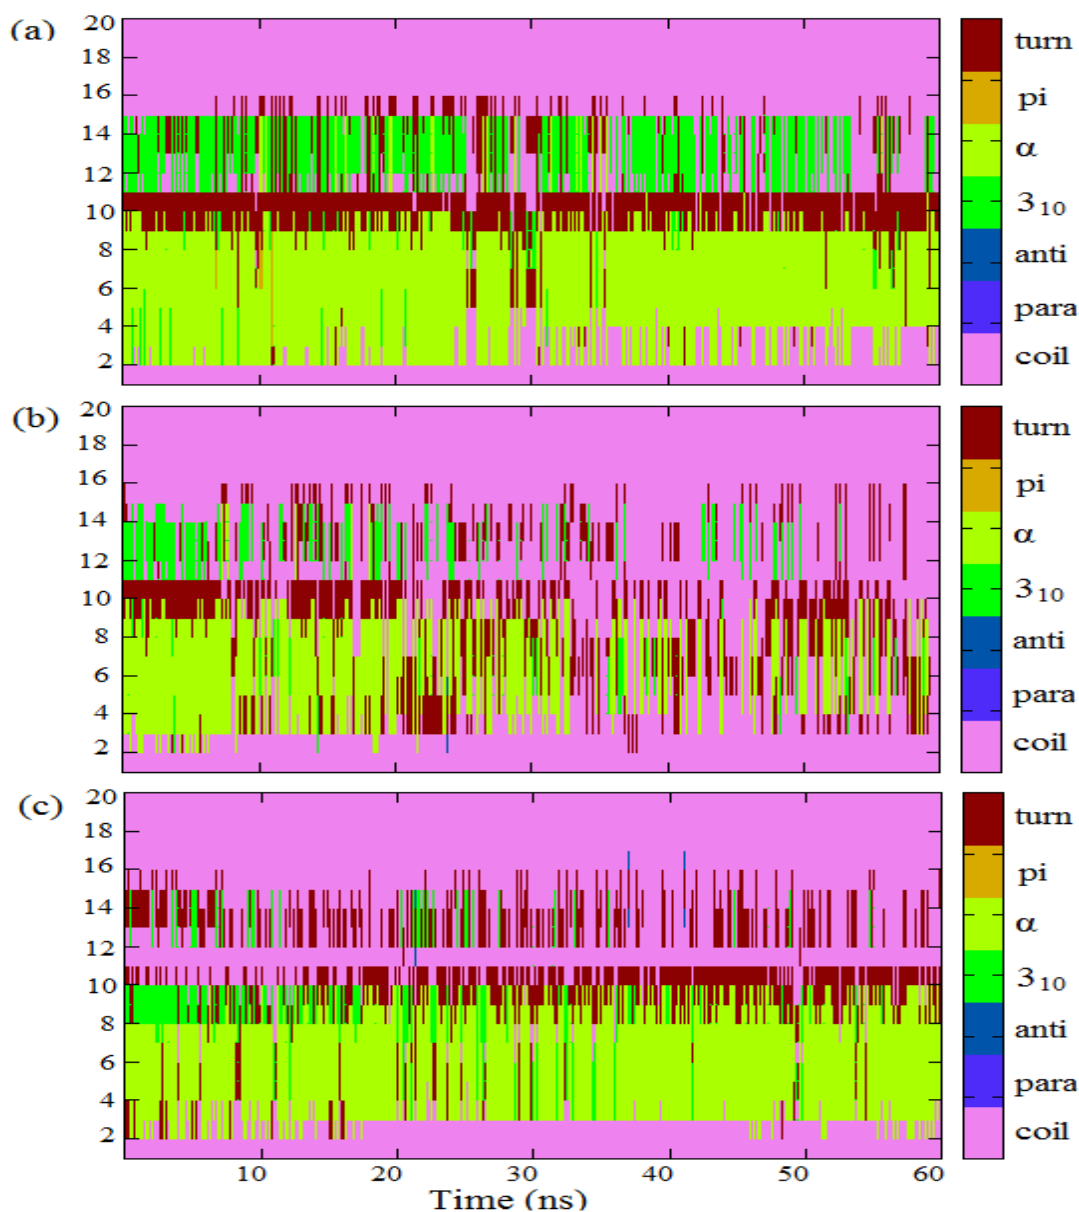 (a)
20
18
16
14
12
10
8
6
4
2
turn
pi
α
3₁₀
anti
para
coil
(b)
20
18
16
14
12
10
8
6
4
2
turn
pi
α
3₁₀
anti
para
coil
(c)
20
18
16
14
12
10
8
6
4
2
turn
pi
α
3₁₀
anti
para
coil
10 20 30 40 50 60
Time (ns)